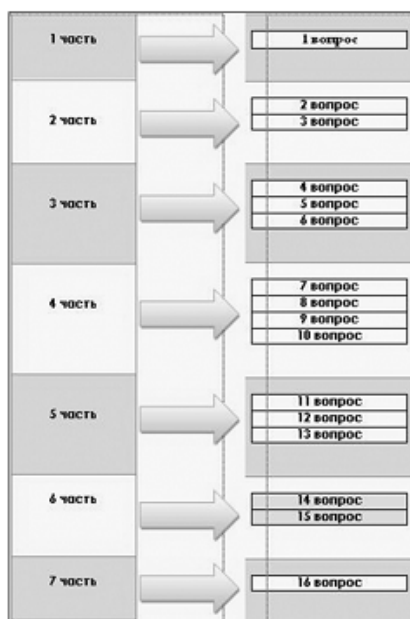 1 часть
1 вопрос
2 часть
2 вопрос
3 вопрос
3 часть
4 вопрос
5 вопрос
6 вопрос
4 часть
7 вопрос
8 вопрос
9 вопрос
10 вопрос
5 часть
11 вопрос
12 вопрос
13 вопрос
6 часть
14 вопрос
15 вопрос
7 часть
16 вопрос